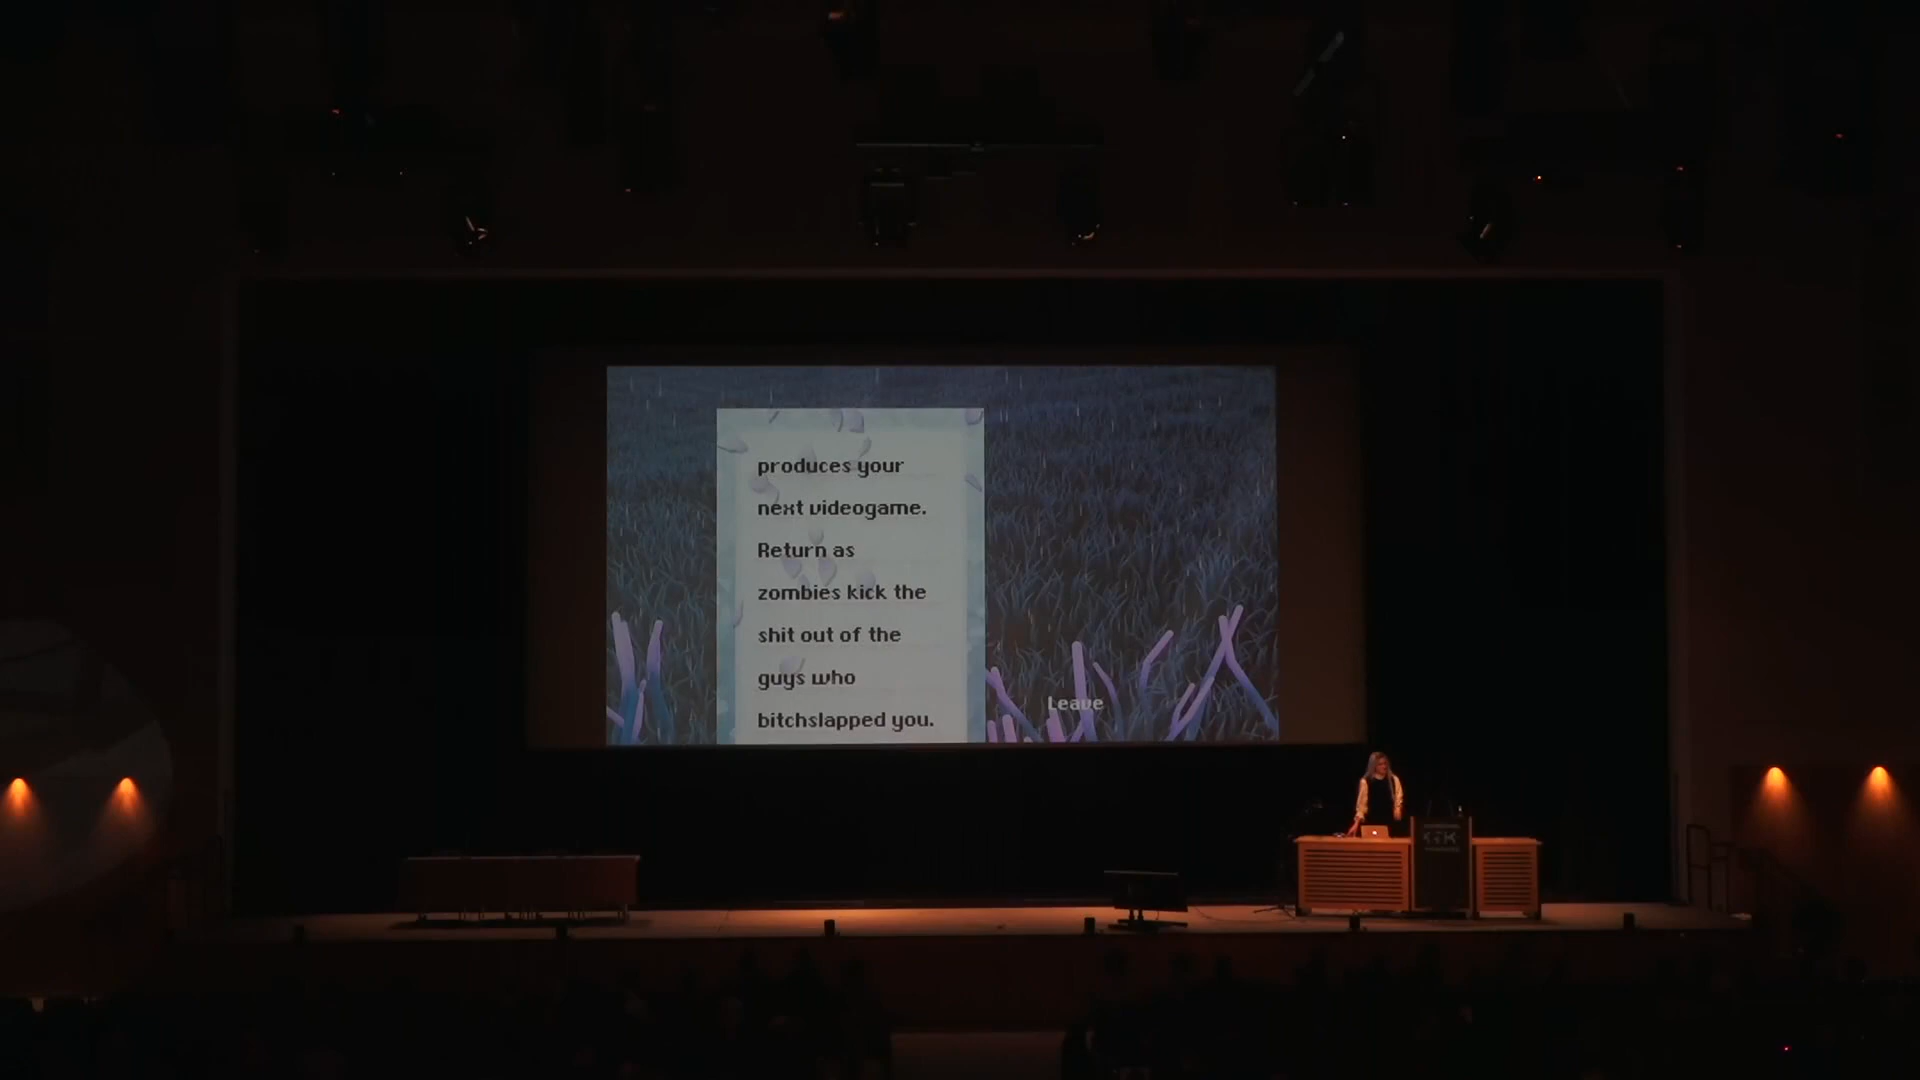 produces your
next videogame.
Return as
zombies kick the
shit out of the
guys who
bitchslapped you.
Leave